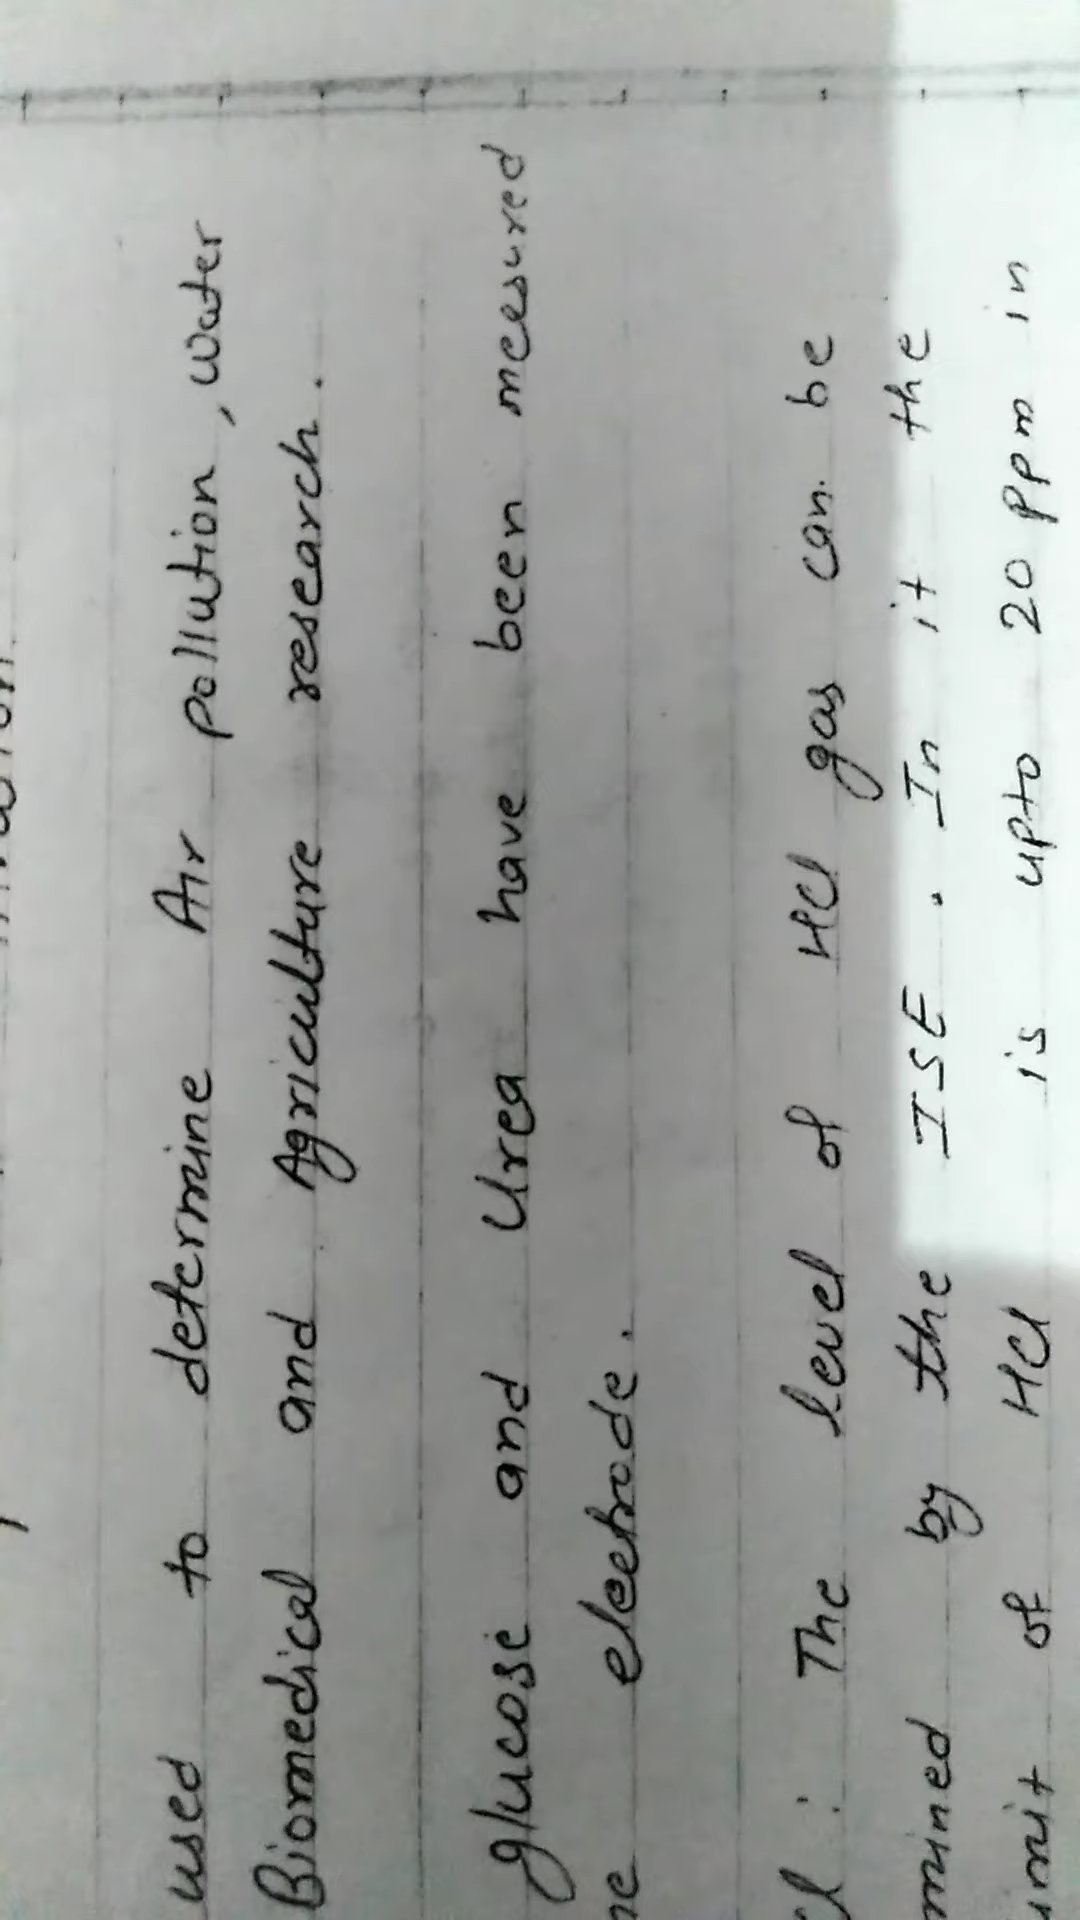 used to determine Air pollution, water
Biomedical and Agriculture research.
glucose and Urea have been meesured
electrode.
: The level of HCl gas can be
mined by the ISE. In it the
of HCl is upto 20 ppm in